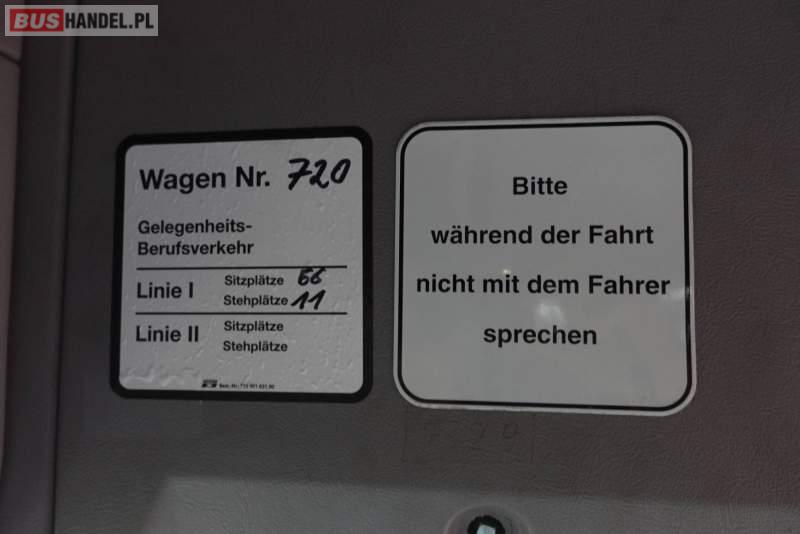 BUSHANDEL.PL
Wagen Nr. 720
Gelegenheits-
Berufsverkehr
Linie I Sitzplätze 66
Stehplätze 11
Linie II Sitzplätze
Stehplätze
Bitte
während der Fahrt
nicht mit dem Fahrer
sprechen